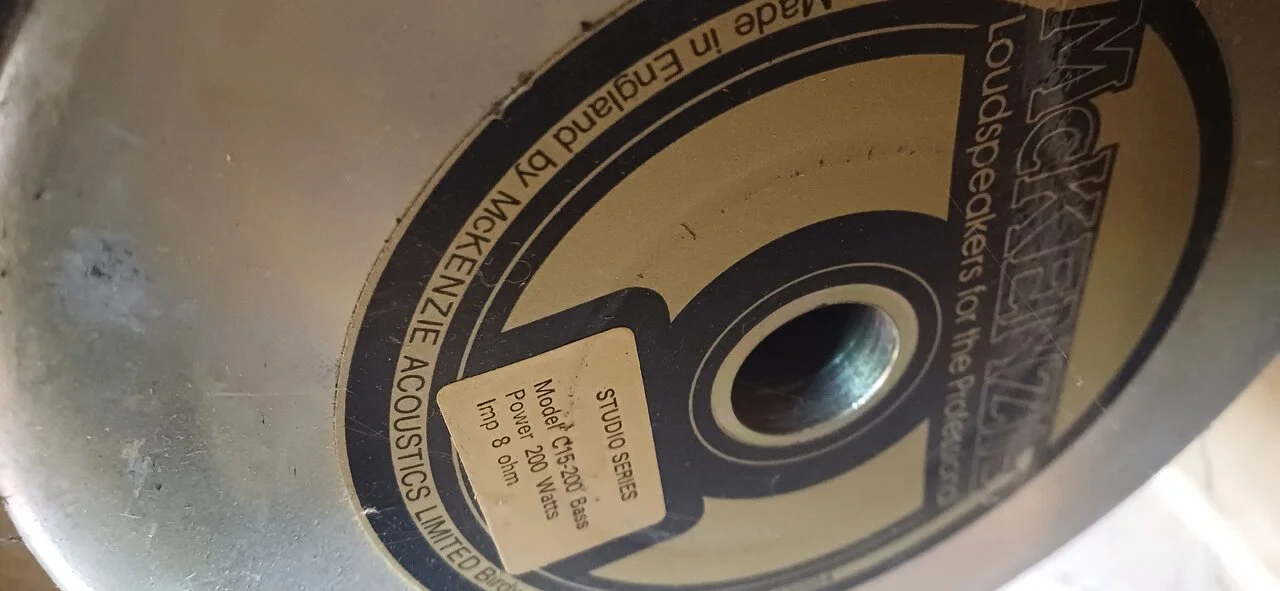 McKENZIE
Loudspeakers for the Professional
STUDIO SERIES
Model C15-200 Bass
Power 200 Watts
Imp 8 ohm
Made in England by McKENZIE ACOUSTICS LIMITED